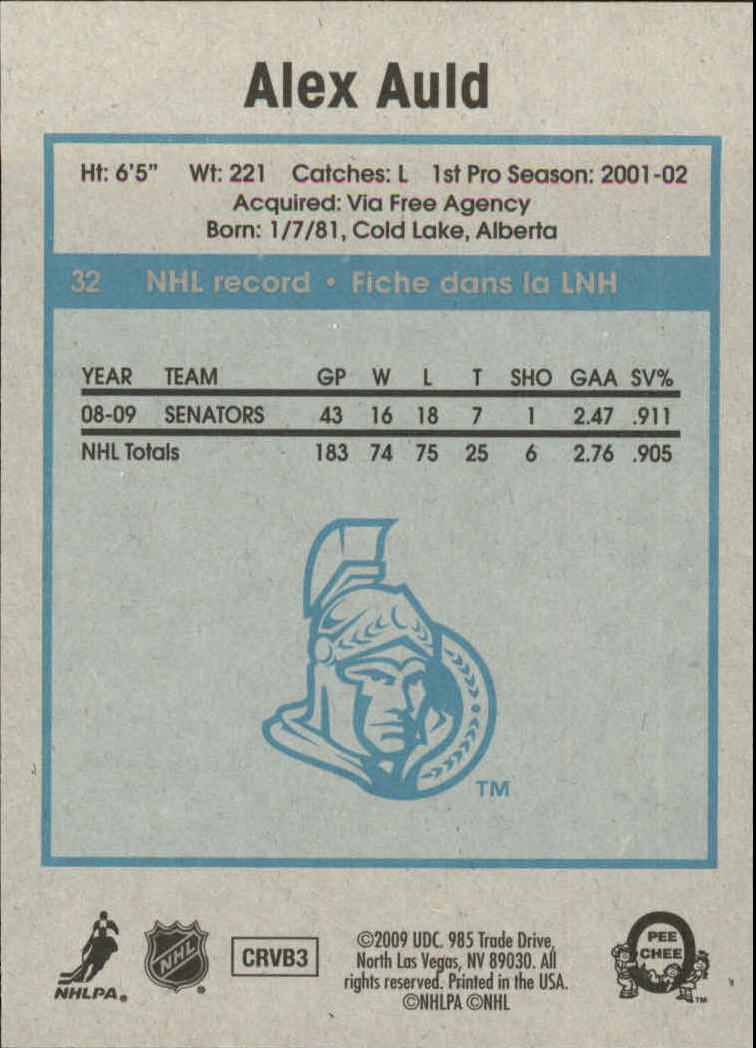 Alex Auld
Ht: 6'5" Wt: 221 Catches: L 1st Pro Season: 2001-02
Acquired: Via Free Agency
Born: 1/7/81, Cold Lake, Alberta
32 NHL record • Fiche dans la LNH
YEAR TEAM GP W L T SHO GAA SV%
08-09 SENATORS 43 16 18 7 1 2.47 .911
NHL Totals 183 74 75 25 6 2.76 .905
TM
NHLPA®
NHL®
CRVB3
©2009 UDC. 985 Trade Drive,
North Las Vegas, NV 89030. All
rights reserved. Printed in the USA.
©NHLPA ©NHL
O
PEE
CHEE
TM